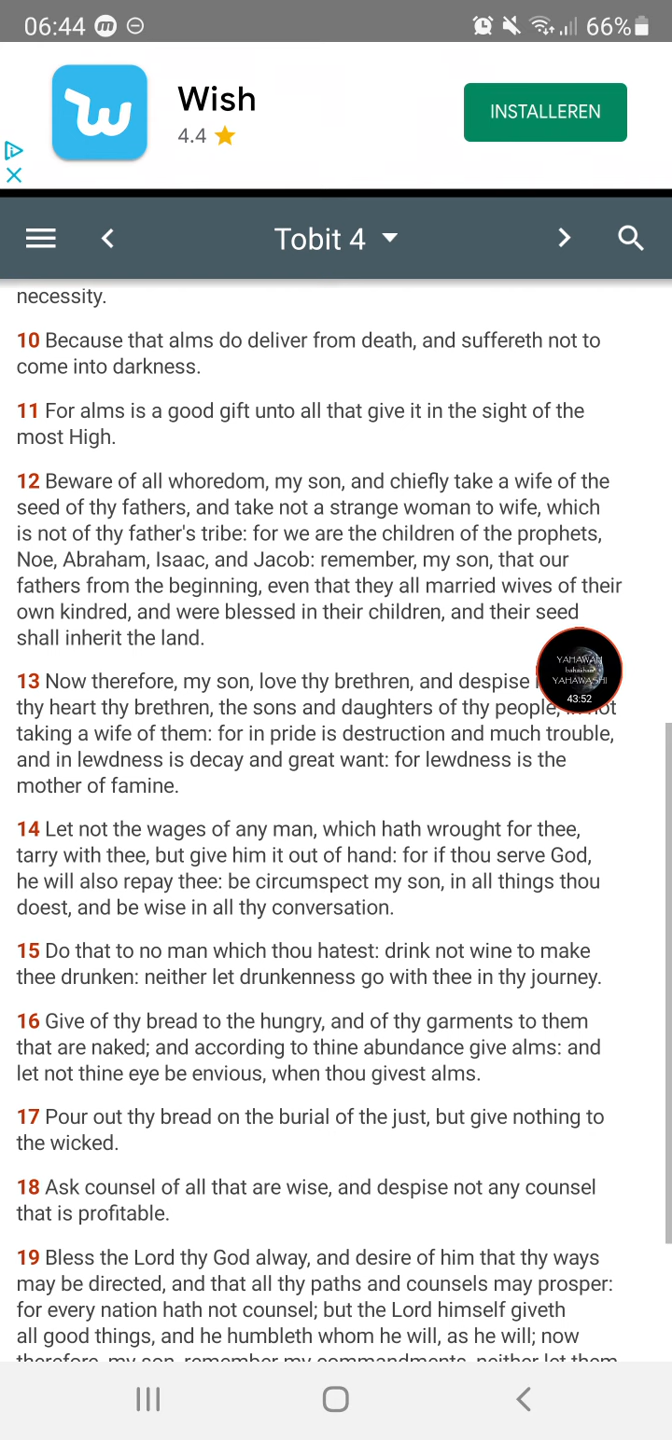 06:44 m 66%
Wish
4.4
INSTALLEREN
Tobit 4
necessity.
10 Because that alms do deliver from death, and suffereth not to
come into darkness.
11 For alms is a good gift unto all that give it in the sight of the
most High.
12 Beware of all whoredom, my son, and chiefly take a wife of the
seed of thy fathers, and take not a strange woman to wife, which
is not of thy father's tribe: for we are the children of the prophets,
Noe, Abraham, Isaac, and Jacob: remember, my son, that our
fathers from the beginning, even that they all married wives of their
own kindred, and were blessed in their children, and their seed
shall inherit the land.
13 Now therefore, my son, love thy brethren, and despise
thy heart thy brethren, the sons and daughters of thy people, not
taking a wife of them: for in pride is destruction and much trouble,
and in lewdness is decay and great want: for lewdness is the
mother of famine.
YAHAWAH
bahasham
YAHAWASHI
43:52
14 Let not the wages of any man, which hath wrought for thee,
tarry with thee, but give him it out of hand: for if thou serve God,
he will also repay thee: be circumspect my son, in all things thou
doest, and be wise in all thy conversation.
15 Do that to no man which thou hatest: drink not wine to make
thee drunken: neither let drunkenness go with thee in thy journey.
16 Give of thy bread to the hungry, and of thy garments to them
that are naked; and according to thine abundance give alms: and
let not thine eye be envious, when thou givest alms.
17 Pour out thy bread on the burial of the just, but give nothing to
the wicked.
18 Ask counsel of all that are wise, and despise not any counsel
that is profitable.
19 Bless the Lord thy God alway, and desire of him that thy ways
may be directed, and that all thy paths and counsels may prosper:
for every nation hath not counsel; but the Lord himself giveth
all good things, and he humbleth whom he will, as he will; now
therefore, my son, remember my commandments, neither let them